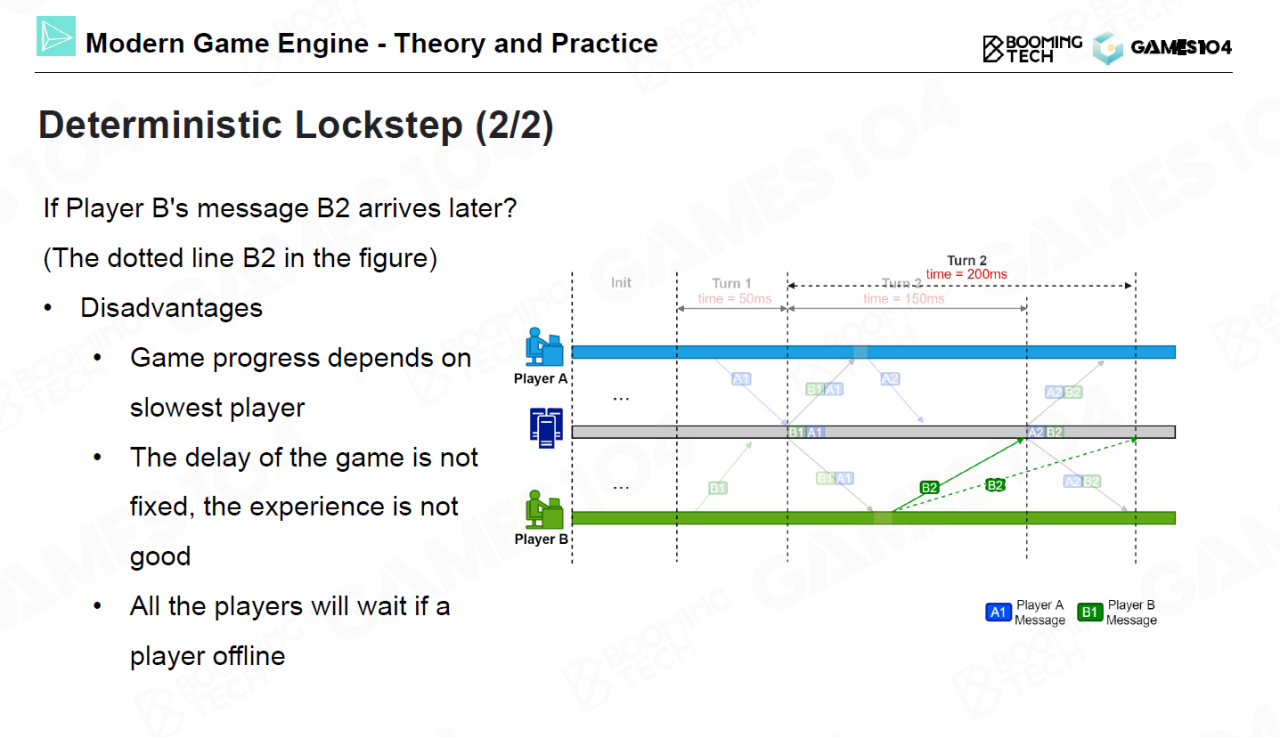 Modern Game Engine - Theory and Practice
BOOMING
TECH
GAMES104
Deterministic Lockstep (2/2)
If Player B's message B2 arrives later?
(The dotted line B2 in the figure)
• Disadvantages
• Game progress depends on
slowest player
• The delay of the game is not
fixed, the experience is not
good
• All the players will wait if a
player offline
Turn 2
time = 200ms
Init
Turn 1
time = 50ms
Turn 2
time = 150ms
Player A
A1
B1 A1
A2
A2 B2
...
B1 A1
A2 B2
...
B1
B1 A1
B2
B2
A2 B2
Player B
A1 Player A
Message
B1 Player B
Message